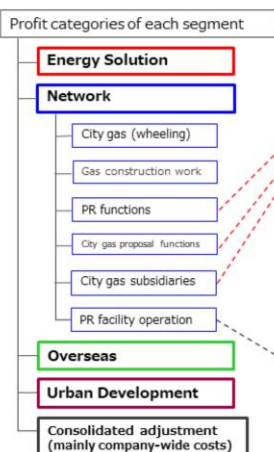 Profit categories of each segment
Energy Solution
Network
City gas (wheeling)
Gas construction work
PR functions
City gas proposal functions
City gas subsidiaries
PR facility operation
Overseas
Urban Development
Consolidated adjustment
(mainly company-wide costs)